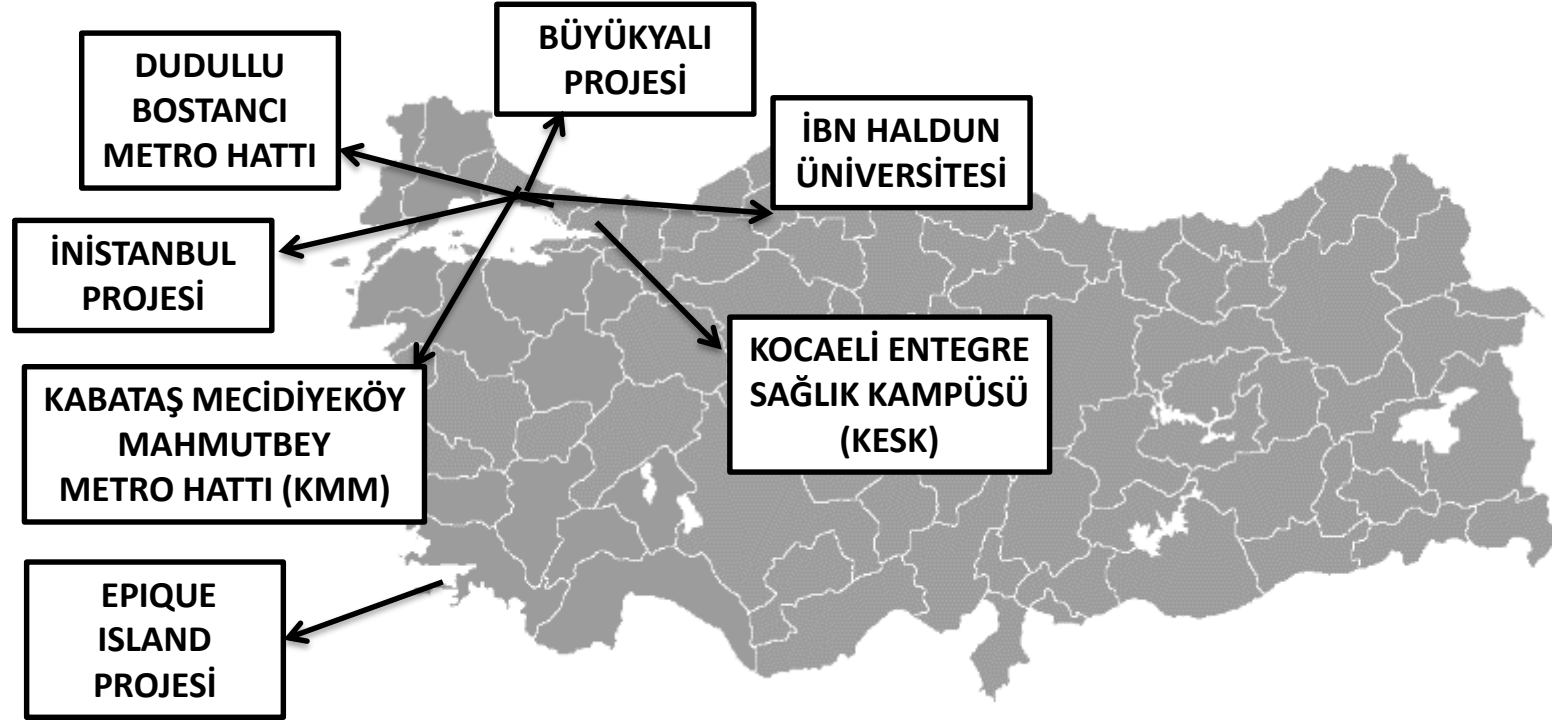 DUDULLU
BOSTANCI
METRO HATTI
BÜYÜKYALI
PROJESİ
İBN HALDUN
ÜNİVERSİTESİ
İNİSTANBUL
PROJESİ
KABATAŞ MECİDİYEKÖY
MAHMUTBEY
METRO HATTI (KMM)
KOCAELİ ENTEGRE
SAĞLIK KAMPÜSÜ
(KESK)
EPIQUE
ISLAND
PROJESİ